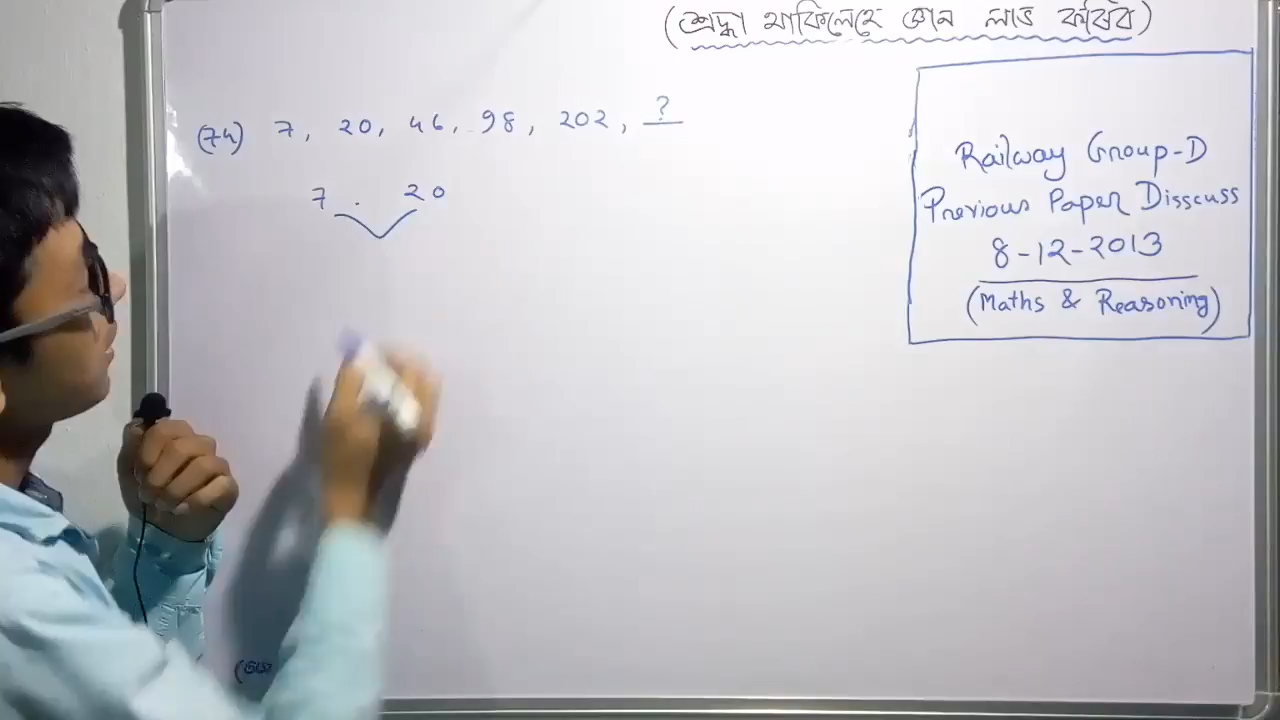 (শ্রদ্ধা থাকিলেহে জ্ঞান লাভ কৰিব)
(74) 7, 20, 46, 98, 202, ?
7 . 20
Railway Group-D
Previous Paper Disscuss
8-12-2013
(Maths & Reasoning)